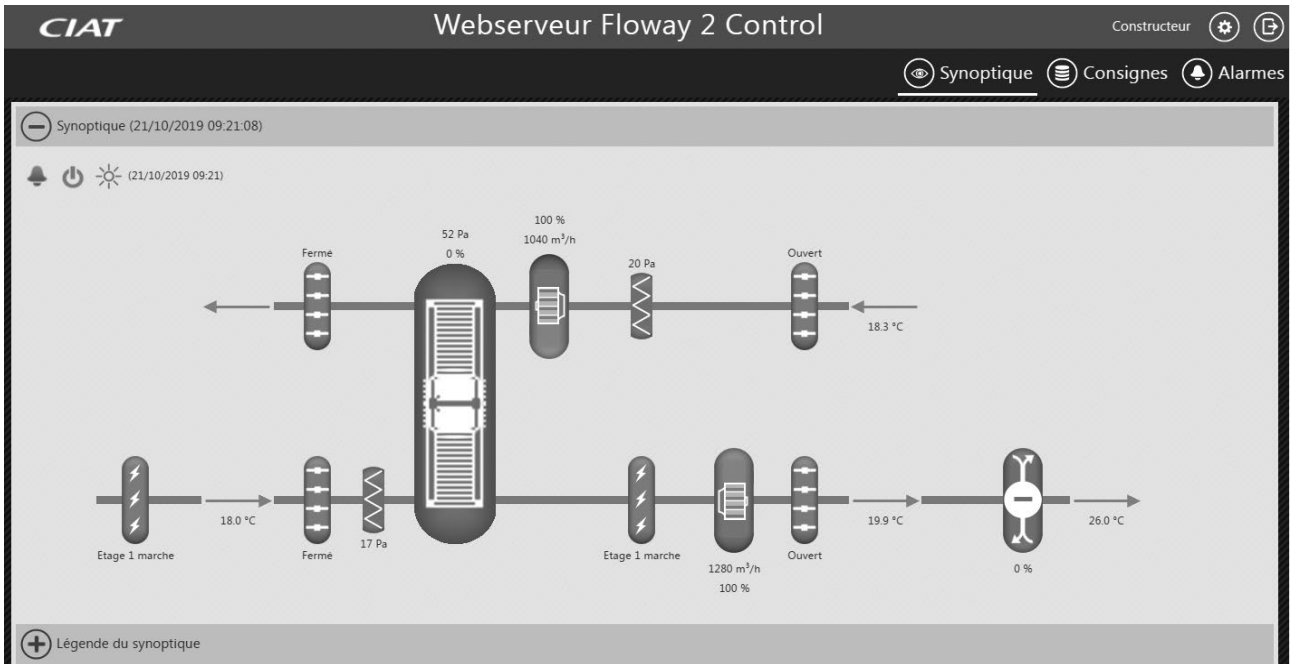 CIAT
Webserveur Floway 2 Control
Constructeur
Synoptique
Consignes
Alarmes
Synoptique (21/10/2019 09:21:08)
(21/10/2019 09:21)
Fermé
52 Pa
0 %
100 %
1040 m³/h
20 Pa
Ouvert
18.3 °C
Etage 1 marche
18.0 °C
Fermé
17 Pa
Etage 1 marche
1280 m³/h
100 %
Ouvert
19.9 °C
0 %
26.0 °C
Légende du synoptique